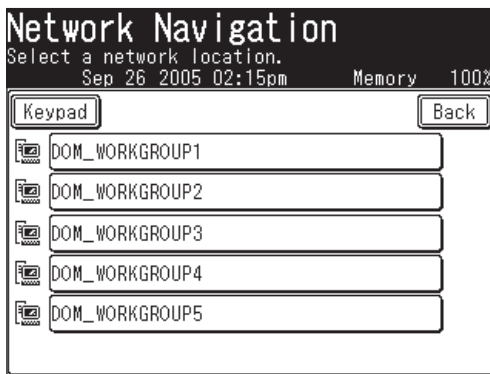 Network Navigation
Select a network location.
Sep 26 2005 02:15pm Memory 100%
Keypad Back
DOM_WORKGROUP1
DOM_WORKGROUP2
DOM_WORKGROUP3
DOM_WORKGROUP4
DOM_WORKGROUP5